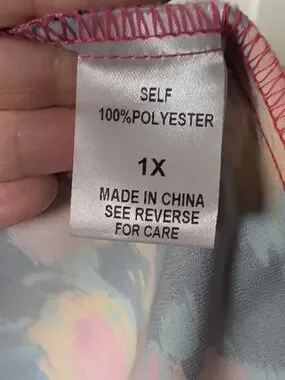 SELF
100%POLYESTER
1X
MADE IN CHINA
SEE REVERSE
FOR CARE